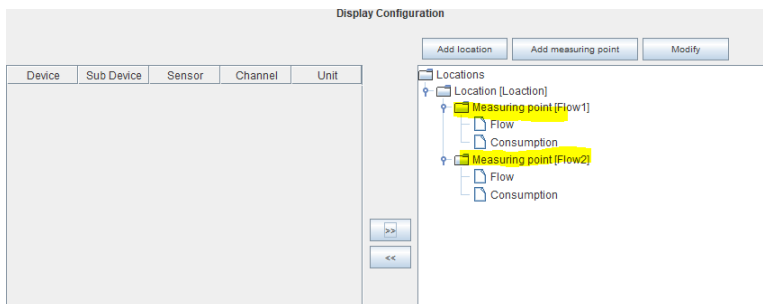 Display Configuration
Add location Add measuring point Modify
Device Sub Device Sensor Channel Unit
Locations
Location [Loaction]
Measuring point [Flow1]
Flow
Consumption
Measuring point [Flow2]
Flow
Consumption
>>
<<